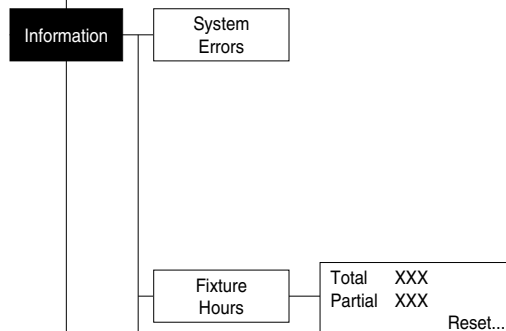 Information
System
Errors
Fixture
Hours
Total XXX
Partial XXX
Reset...